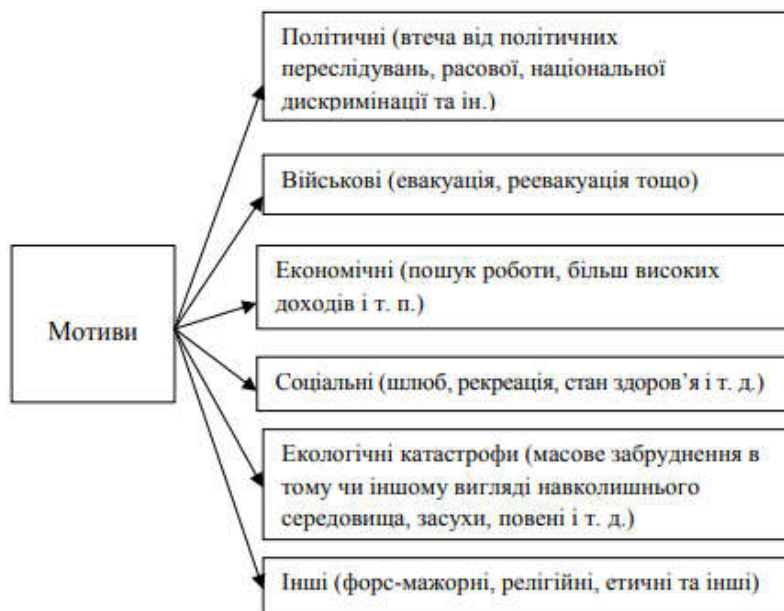 Політичні (втеча від політичних
переслідувань, расової, національної
дискримінації та ін.)
Військові (евакуація, реевакуація тощо)
Економічні (пошук роботи, більш високих
доходів і т. п.)
Мотиви
Соціальні (шлюб, рекреація, стан здоров’я і т. д.)
Екологічні катастрофи (масове забруднення в
тому чи іншому вигляді навколишнього
середовища, засухи, повені і т. д.)
Інші (форс-мажорні, релігійні, етичні та інші)